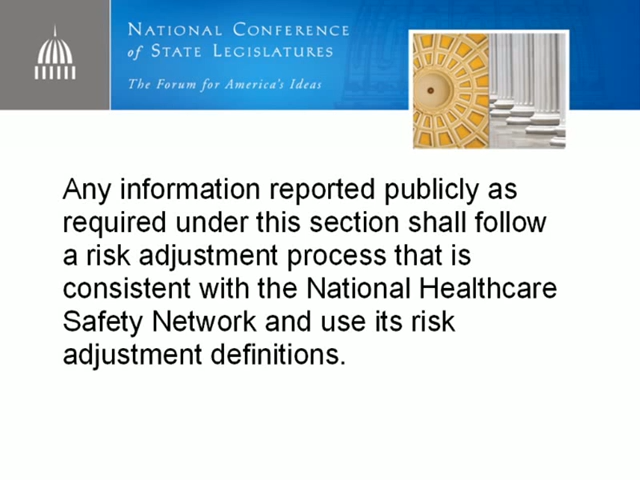 NATIONAL CONFERENCE
of STATE LEGISLATURES
The Forum for America's Ideas
Any information reported publicly as
required under this section shall follow
a risk adjustment process that is
consistent with the National Healthcare
Safety Network and use its risk
adjustment definitions.